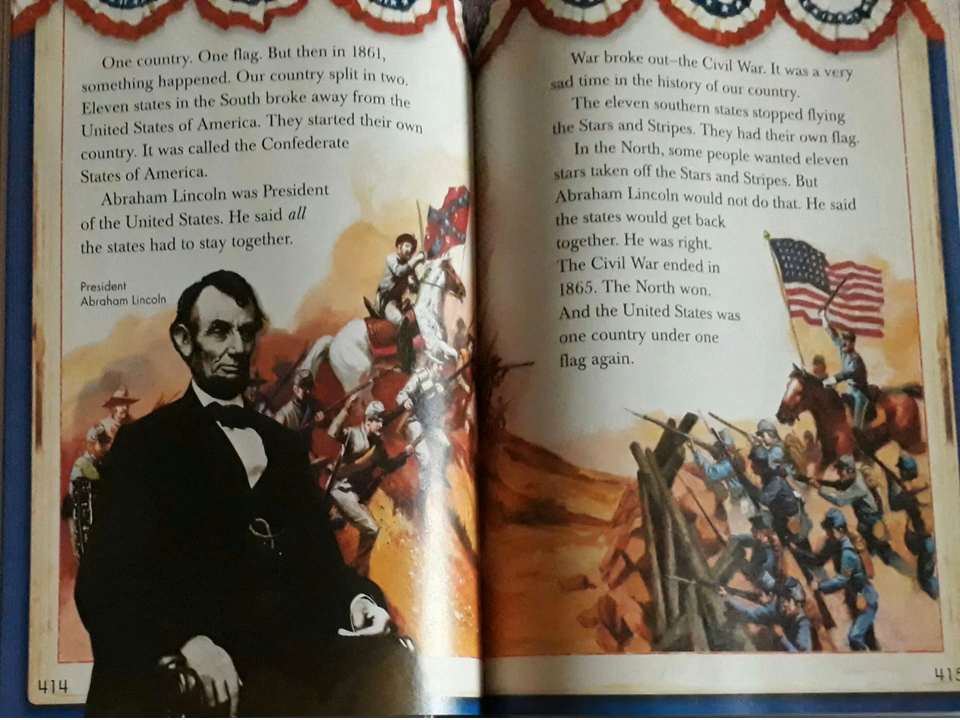 One country. One flag. But then in 1861,
something happened. Our country split in two.
Eleven states in the South broke away from the
United States of America. They started their own
country. It was called the Confederate
States of America.
Abraham Lincoln was President
of the United States. He said all
the states had to stay together.
President
Abraham Lincoln
414
War broke out–the Civil War. It was a very
sad time in the history of our country.
The eleven southern states stopped flying
the Stars and Stripes. They had their own flag.
In the North, some people wanted eleven
stars taken off the Stars and Stripes. But
Abraham Lincoln would not do that. He said
the states would get back
together. He was right.
The Civil War ended in
1865. The North won.
And the United States was
one country under one
flag again.
415